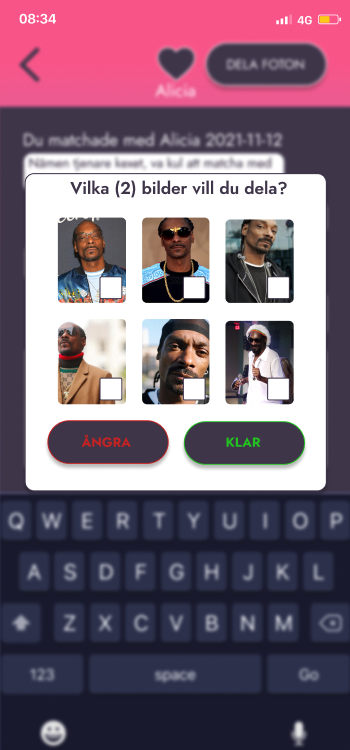 08:34
4G
DELA FOTON
Alicia
Du matchade med Alicia 2021-11-12
Nämen tjenare kexet, va kul att matcha med
Vilka (2) bilder vill du dela?
ÅNGRA
KLAR
Q W E R T Y U I O P
A S D F G H J K L
Z X C V B N M
123 space Go